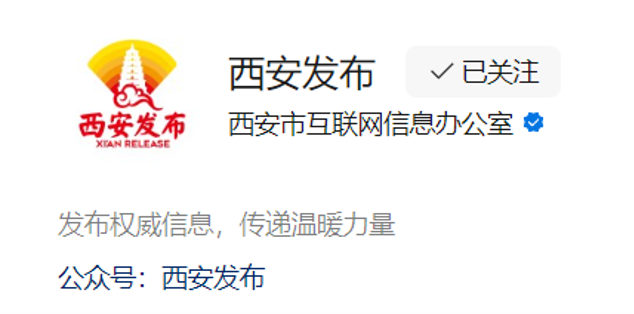 西安发布
XI'AN RELEASE
西安发布
已关注
西安市互联网信息办公室
发布权威信息，传递温暖力量
公众号：西安发布